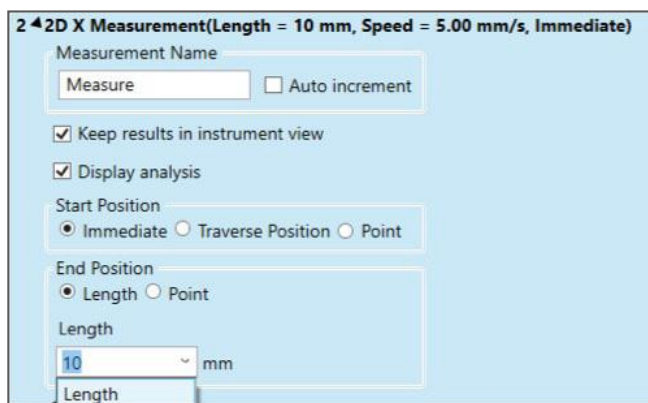 2 2D X Measurement(Length = 10 mm, Speed = 5.00 mm/s, Immediate)
Measurement Name
Measure Auto increment
Keep results in instrument view
Display analysis
Start Position
Immediate Traverse Position Point
End Position
Length Point
Length
10 mm
Length